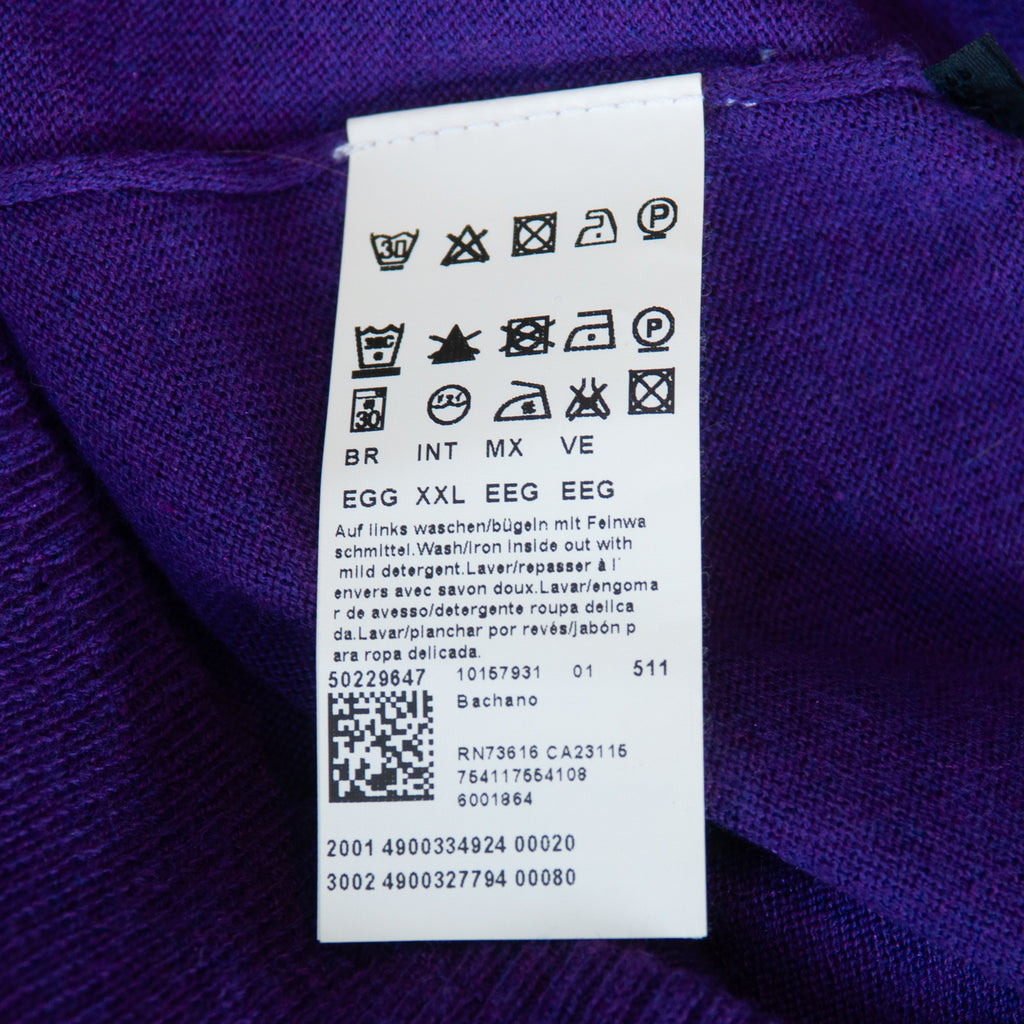 30
P
30C
P
30
BR INT MX VE
EGG XXL EEG EEG
Auf links waschen/bügeln mit Feinwa
schmittel.Wash/Iron inside out with
mild detergent.Laver/repasser à l'
envers avec savon doux.Lavar/engoma
r de avesso/detergente roupa delica
da.Lavar/planchar por revés/jabón p
ara ropa delicada.
50229647 10157931 01 511
Bachano
RN73616 CA23115
754117554108
6001864
2001 4900334924 00020
3002 4900327794 00080